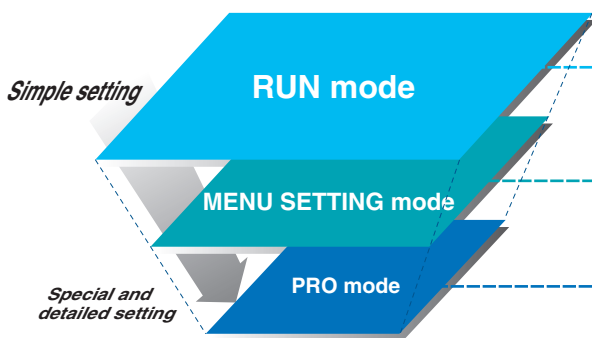 RUN mode
Simple setting
MENU SETTING mode
PRO mode
Special and
detailed setting